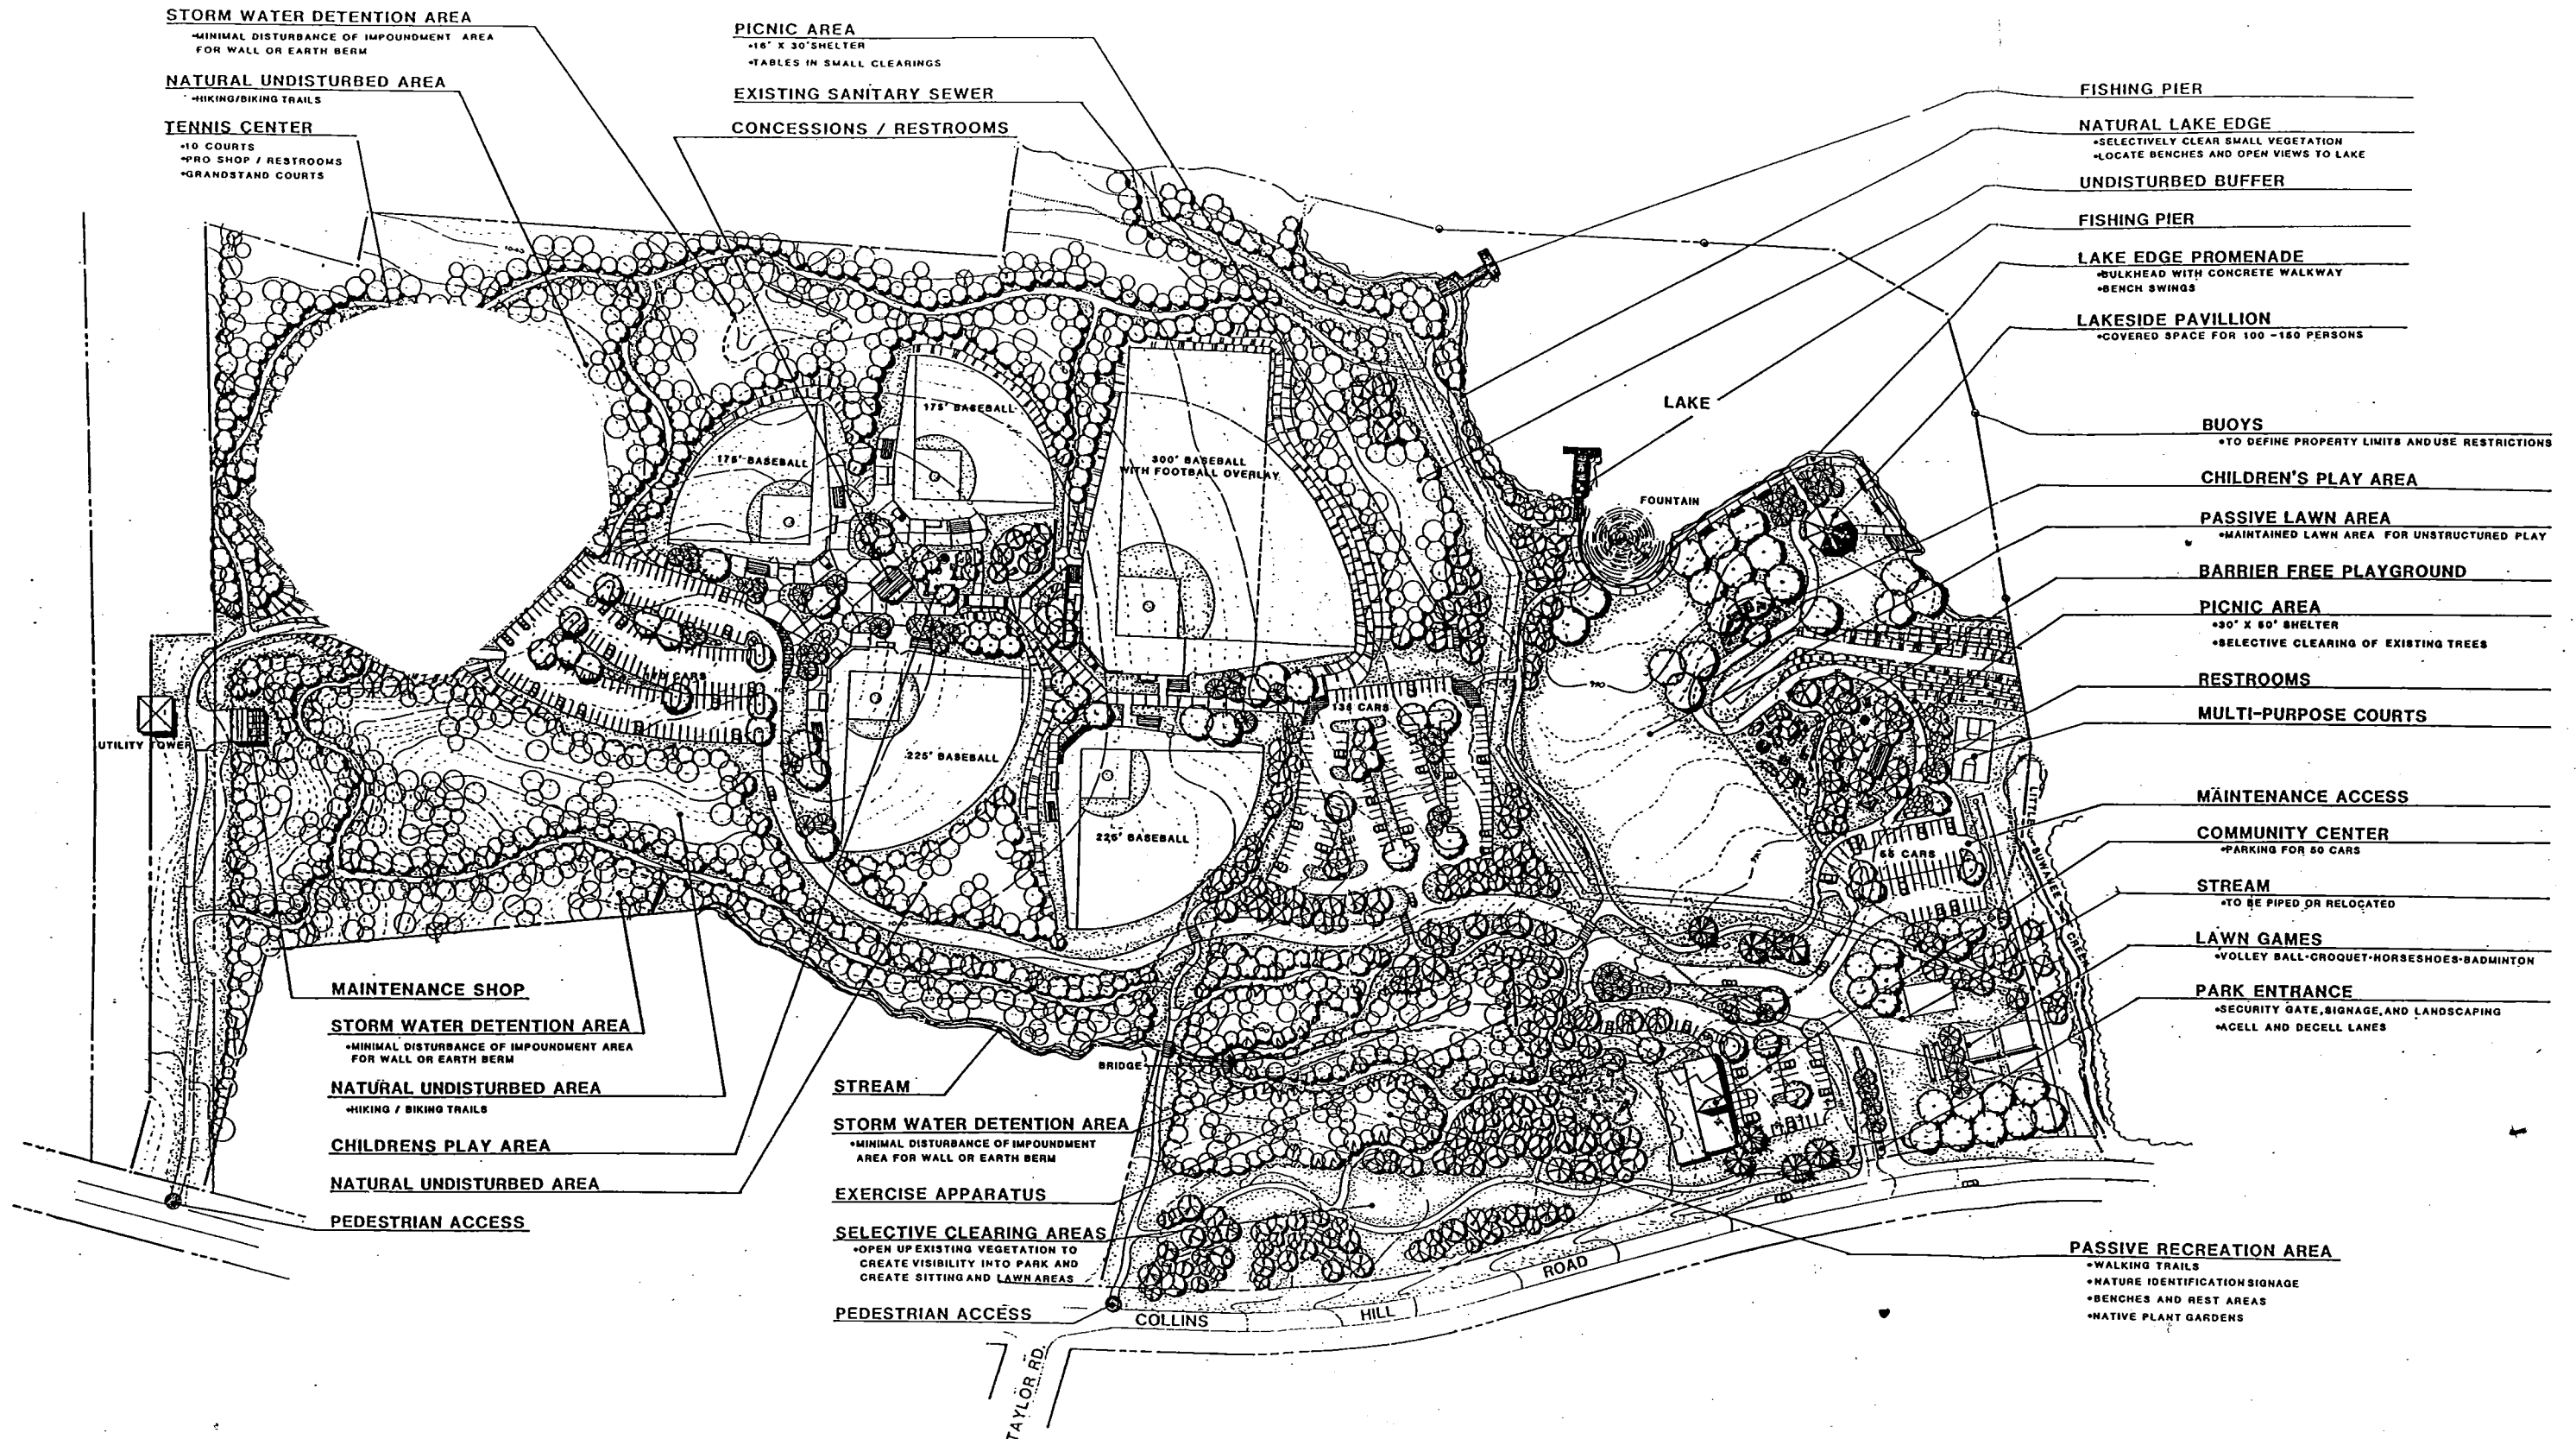 STORM WATER DETENTION AREA
•MINIMAL DISTURBANCE OF IMPOUNDMENT AREA
FOR WALL OR EARTH BERM
NATURAL UNDISTURBED AREA
•HIKING/BIKING TRAILS
TENNIS CENTER
•10 COURTS
•PRO SHOP / RESTROOMS
•GRANDSTAND COURTS
PICNIC AREA
•16' X 30' SHELTER
•TABLES IN SMALL CLEARINGS
EXISTING SANITARY SEWER
CONCESSIONS / RESTROOMS
FISHING PIER
NATURAL LAKE EDGE
•SELECTIVELY CLEAR SMALL VEGETATION
•LOCATE BENCHES AND OPEN VIEWS TO LAKE
UNDISTURBED BUFFER
FISHING PIER
LAKE EDGE PROMENADE
•BULKHEAD WITH CONCRETE WALKWAY
•BENCH SWINGS
LAKESIDE PAVILLION
•COVERED SPACE FOR 100 -150 PERSONS
BUOYS
•TO DEFINE PROPERTY LIMITS AND USE RESTRICTIONS
CHILDREN'S PLAY AREA
PASSIVE LAWN AREA
•MAINTAINED LAWN AREA FOR UNSTRUCTURED PLAY
BARRIER FREE PLAYGROUND
PICNIC AREA
•30' X 50' SHELTER
•SELECTIVE CLEARING OF EXISTING TREES
RESTROOMS
MULTI-PURPOSE COURTS
MAINTENANCE ACCESS
COMMUNITY CENTER
•PARKING FOR 50 CARS
STREAM
•TO BE PIPED OR RELOCATED
LAWN GAMES
•VOLLEY BALL•CROQUET•HORSESHOES•BADMINTON
PARK ENTRANCE
•SECURITY GATE, SIGNAGE, AND LANDSCAPING
•ACELL AND DECELL LANES
PASSIVE RECREATION AREA
•WALKING TRAILS
•NATURE IDENTIFICATION SIGNAGE
•BENCHES AND REST AREAS
•NATIVE PLANT GARDENS
175' BASEBALL
175' BASEBALL
300' BASEBALL
WITH FOOTBALL OVERLAY
LAKE
FOUNTAIN
CARS
138 CARS
UTILITY TOWER
225' BASEBALL
225' BASEBALL
CARS
LITTLE SUWANEE CREEK
BRIDGE
MAINTENANCE SHOP
STORM WATER DETENTION AREA
•MINIMAL DISTURBANCE OF IMPOUNDMENT AREA
FOR WALL OR EARTH BERM
NATURAL UNDISTURBED AREA
•HIKING / BIKING TRAILS
CHILDRENS PLAY AREA
NATURAL UNDISTURBED AREA
PEDESTRIAN ACCESS
STREAM
STORM WATER DETENTION AREA
•MINIMAL DISTURBANCE OF IMPOUNDMENT
AREA FOR WALL OR EARTH BERM
EXERCISE APPARATUS
SELECTIVE CLEARING AREAS
•OPEN UP EXISTING VEGETATION TO
CREATE VISIBILITY INTO PARK AND
CREATE SITTING AND LAWN AREAS
PEDESTRIAN ACCESS
COLLINS HILL ROAD
TAYLOR RD.